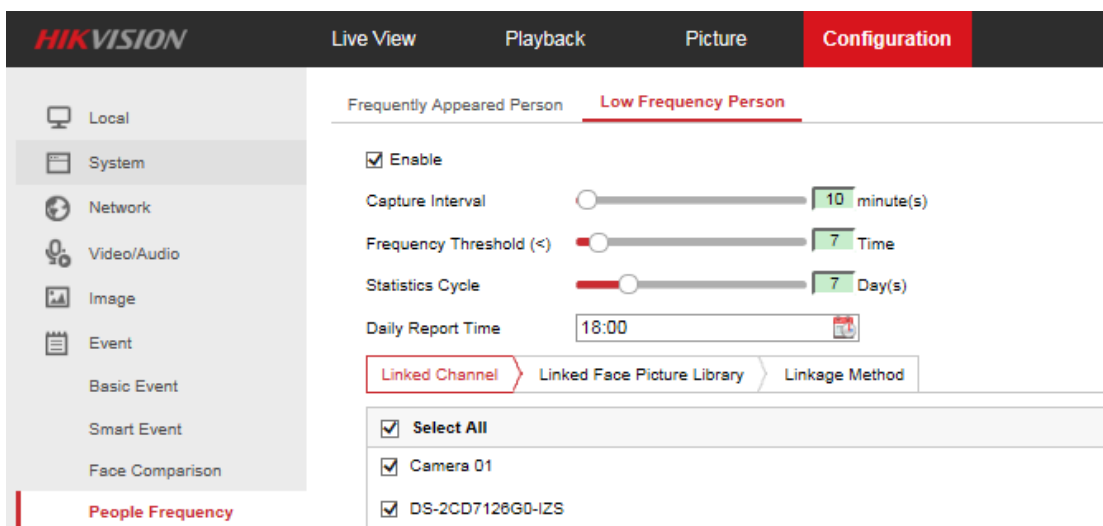 HIKVISION Live View Playback Picture Configuration
Frequently Appeared Person Low Frequency Person
Local
System
Network
Video/Audio
Image
Event
Basic Event
Smart Event
Face Comparison
People Frequency
Enable
Capture Interval 10 minute(s)
Frequency Threshold (<) 7 Time
Statistics Cycle 7 Day(s)
Daily Report Time 18:00
Linked Channel Linked Face Picture Library Linkage Method
Select All
Camera 01
DS-2CD7126G0-IZS